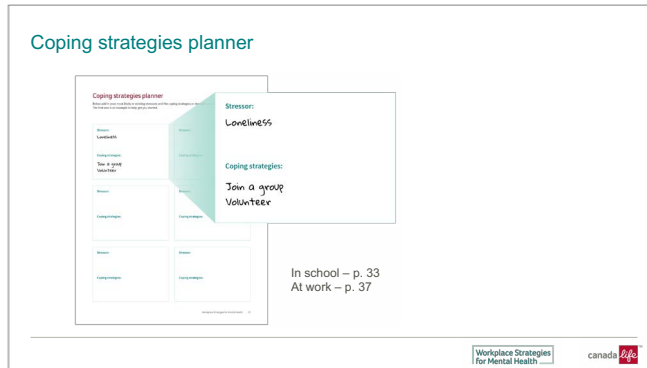 Coping strategies planner
Coping strategies planner
Stressor:
Loneliness
Coping strategies:
Join a group
Volunteer
Stressor:
Coping strategies:
Stressor:
Coping strategies:
Stressor:
Coping strategies:
Stressor:
Coping strategies:
Stressor:
Loneliness
Coping strategies:
Join a group
Volunteer
In school – p. 33
At work – p. 37
Workplace Strategies
for Mental Health
canada life